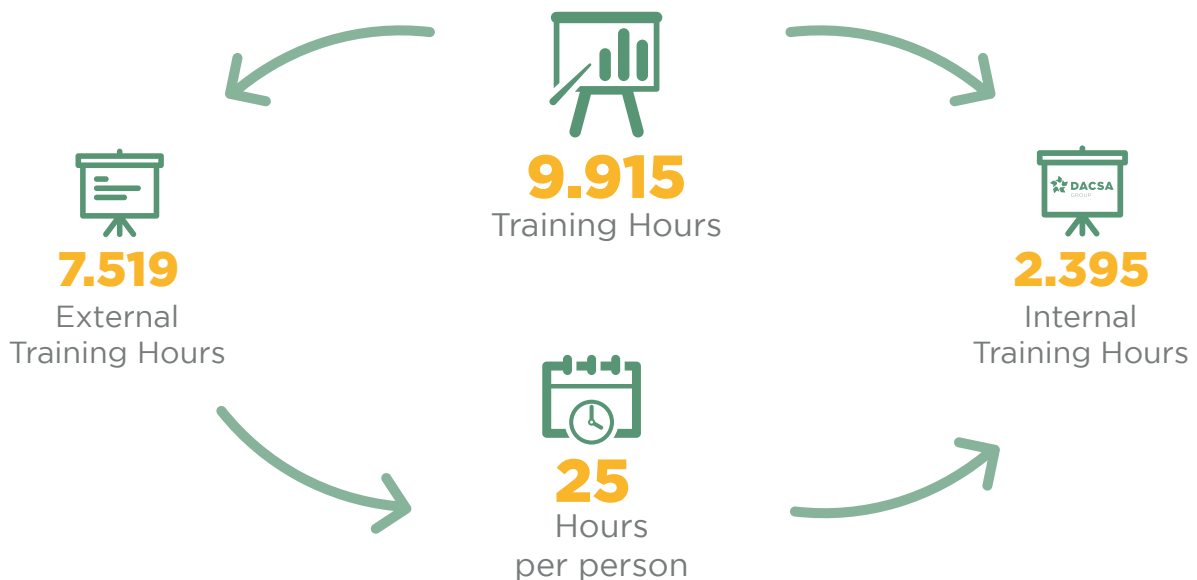 9.915
Training Hours
7.519
External
Training Hours
DACSA
GROUP
2.395
Internal
Training Hours
25
Hours
per person